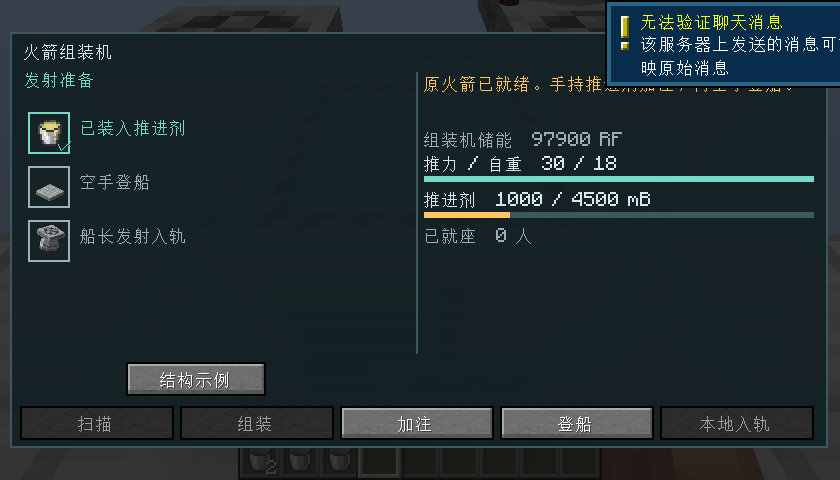 火箭组装机
发射准备
已装入推进剂
空手登船
船长发射入轨
结构示例
无法验证聊天消息
该服务器上发送的消息可
映原始消息
原火箭已就绪。手持推
组装机储能 97900 RF
推力 / 自重 30 / 18
推进剂 1000 / 4500 mB
已就座 0 人
扫描
组装
加注
登船
本地入轨
2